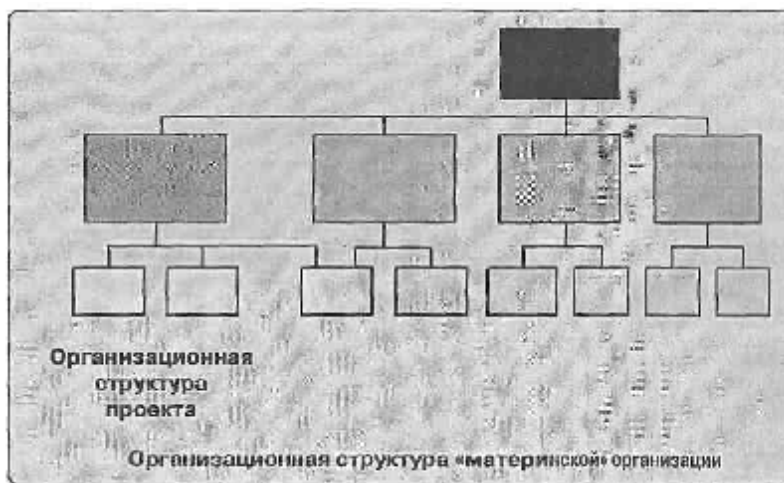 Организационная
структура
проекта
Организационная структура «материнской» организации